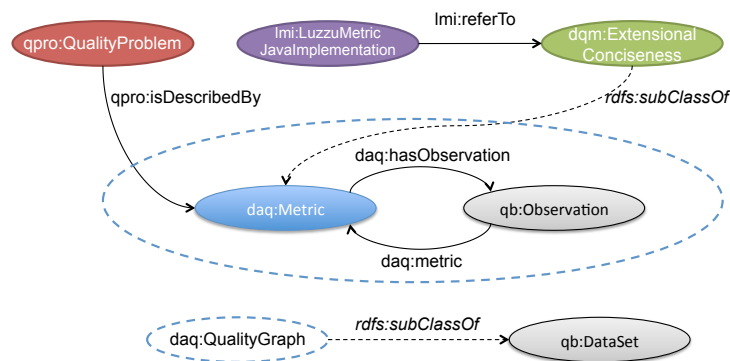 qpro:QualityProblem
lmi:LuzzuMetric
JavaImplementation
lmi:referTo
dqm:Extensional
Conciseness
qpro:isDescribedBy
rdfs:subClassOf
daq:hasObservation
daq:Metric
qb:Observation
daq:metric
daq:QualityGraph
rdfs:subClassOf
qb:DataSet